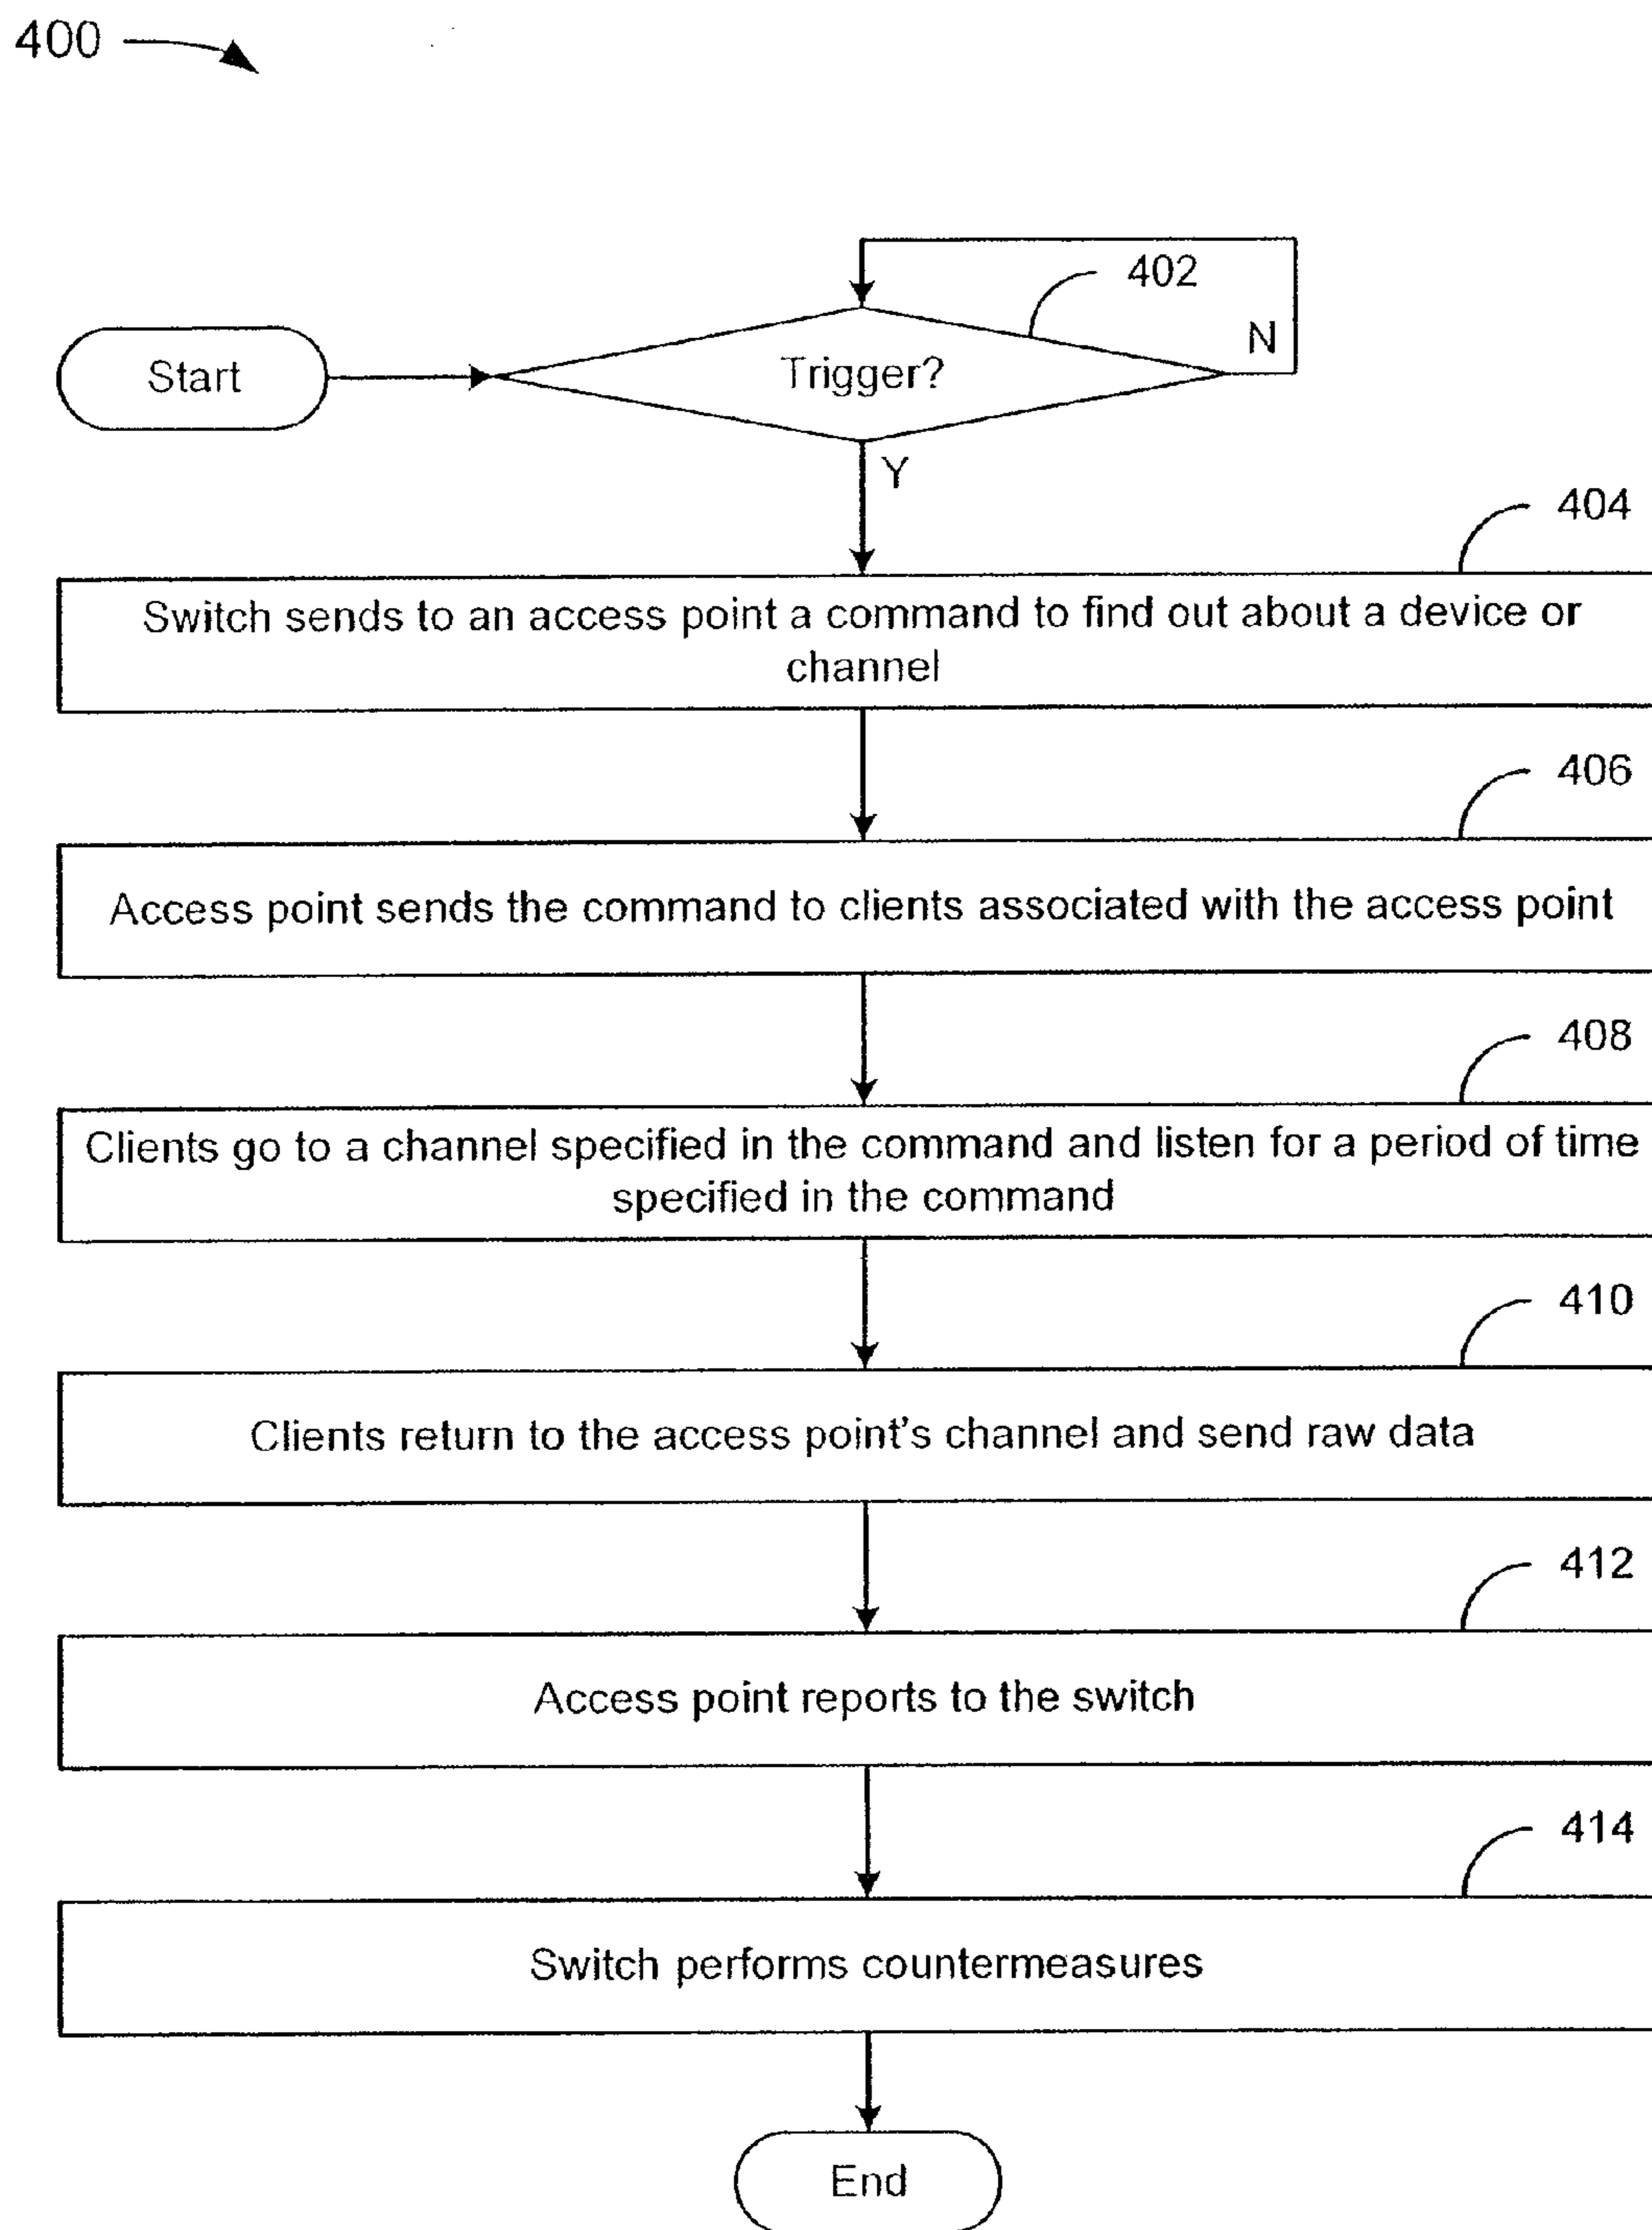 400
402
N
Start
Trigger?
Y
404
Switch sends to an access point a command to find out about a device or
channel
406
Access point sends the command to clients associated with the access point
408
Clients go to a channel specified in the command and listen for a period of time
specified in the command
410
Clients return to the access point's channel and send raw data
412
Access point reports to the switch
414
Switch performs countermeasures
End